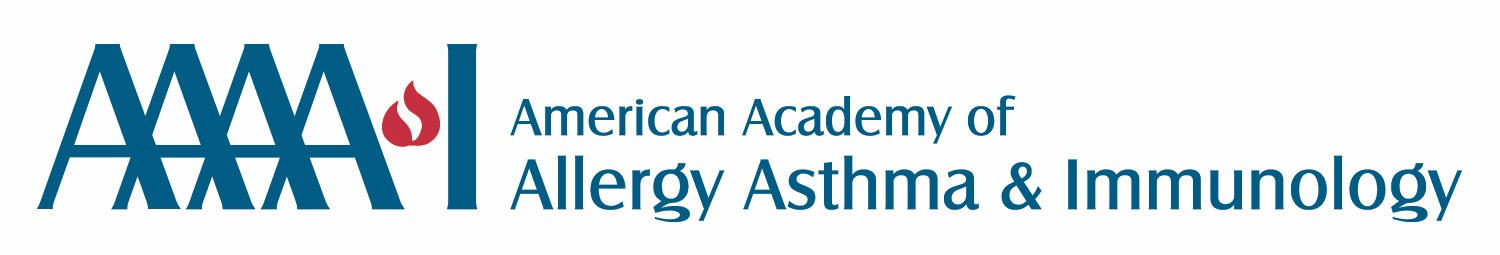 AAAAI
American Academy of
Allergy Asthma & Immunology